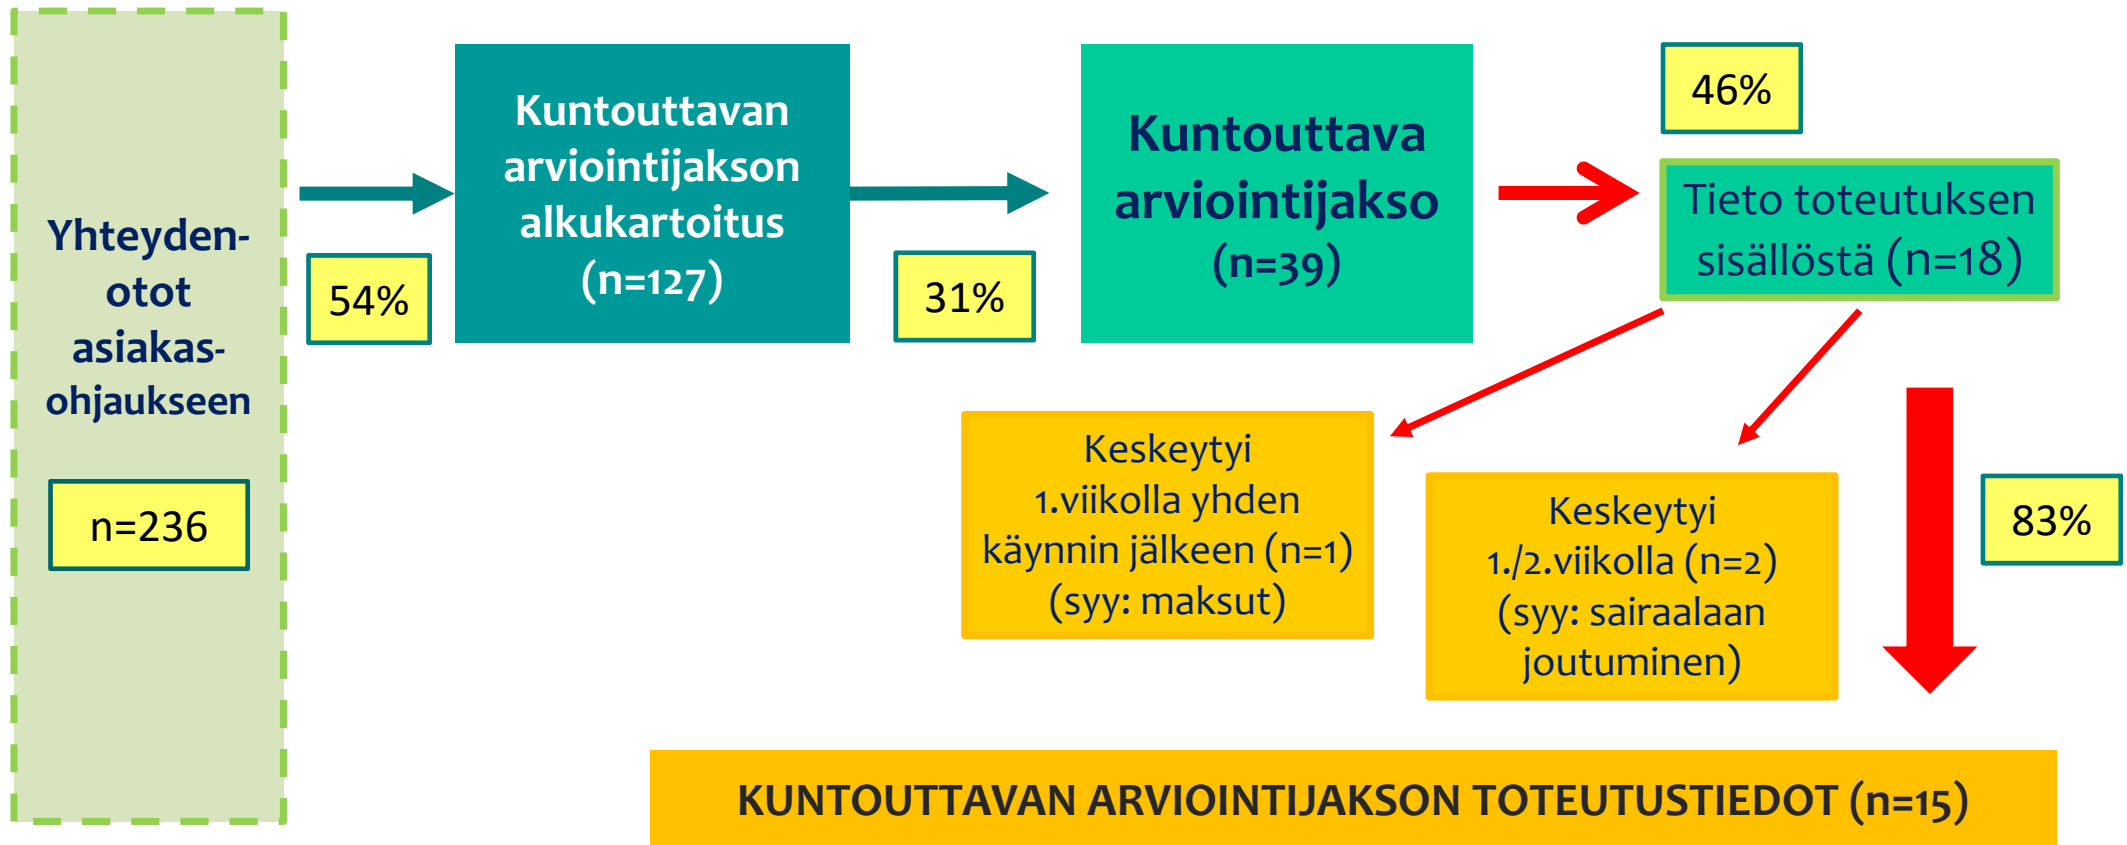 Yhteyden-
otot
asiakas-
ohjaukseen
n=236
54%
Kuntouttavan
arviointijakson
alkukartoitus
(n=127)
31%
Kuntouttava
arviointijakso
(n=39)
46%
Tieto toteutuksen
sisällöstä (n=18)
Keskeytyi
1.viikolla yhden
käynnin jälkeen (n=1)
(syy: maksut)
Keskeytyi
1./2.viikolla (n=2)
(syy: sairaalaan
joutuminen)
83%
KUNTOUTTAVAN ARVIOINTIJAKSON TOTEUTUSTIEDOT (n=15)